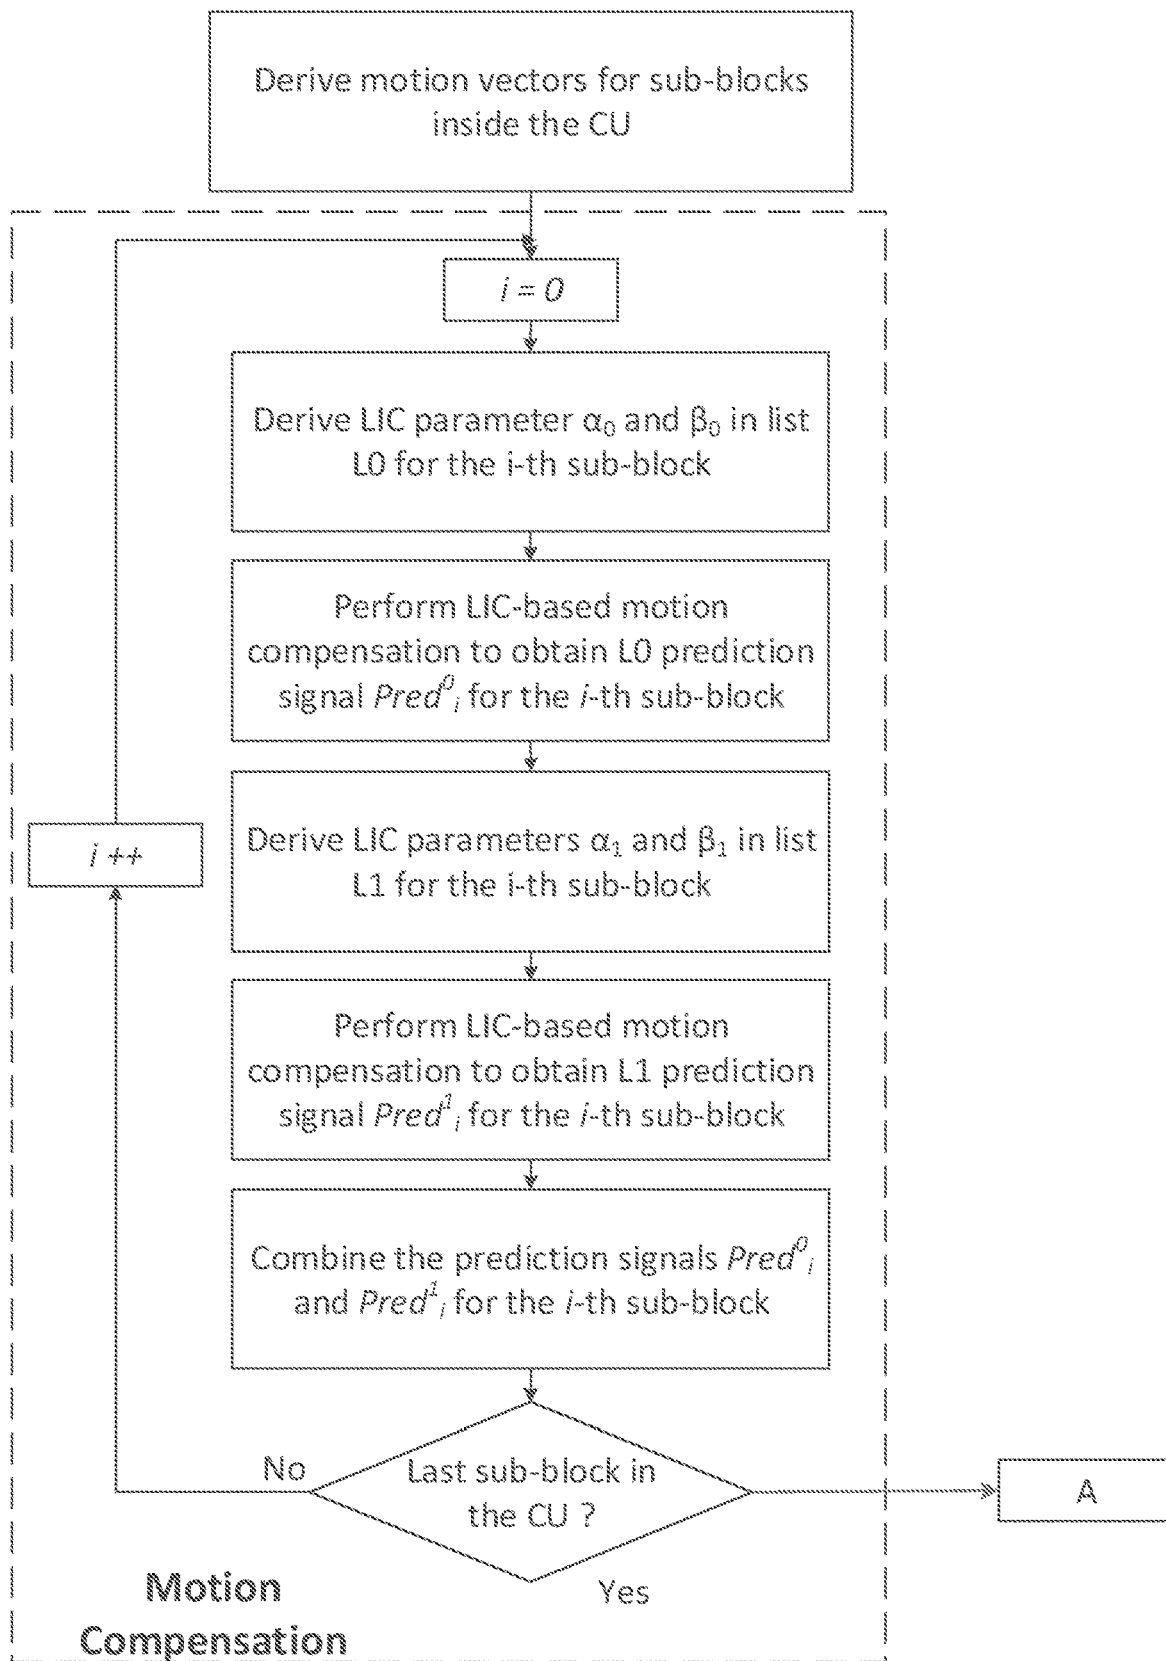 Derive motion vectors for sub-blocks
inside the CU
i = 0
Derive LIC parameter α₀ and β₀ in list
L0 for the i-th sub-block
Perform LIC-based motion
compensation to obtain L0 prediction
signal Pred⁰ᵢ for the i-th sub-block
Derive LIC parameters α₁ and β₁ in list
L1 for the i-th sub-block
i ++
Perform LIC-based motion
compensation to obtain L1 prediction
signal Pred¹ᵢ for the i-th sub-block
Combine the prediction signals Pred⁰ᵢ
and Pred¹ᵢ for the i-th sub-block
No
Last sub-block in
the CU ?
A
Yes
Motion
Compensation